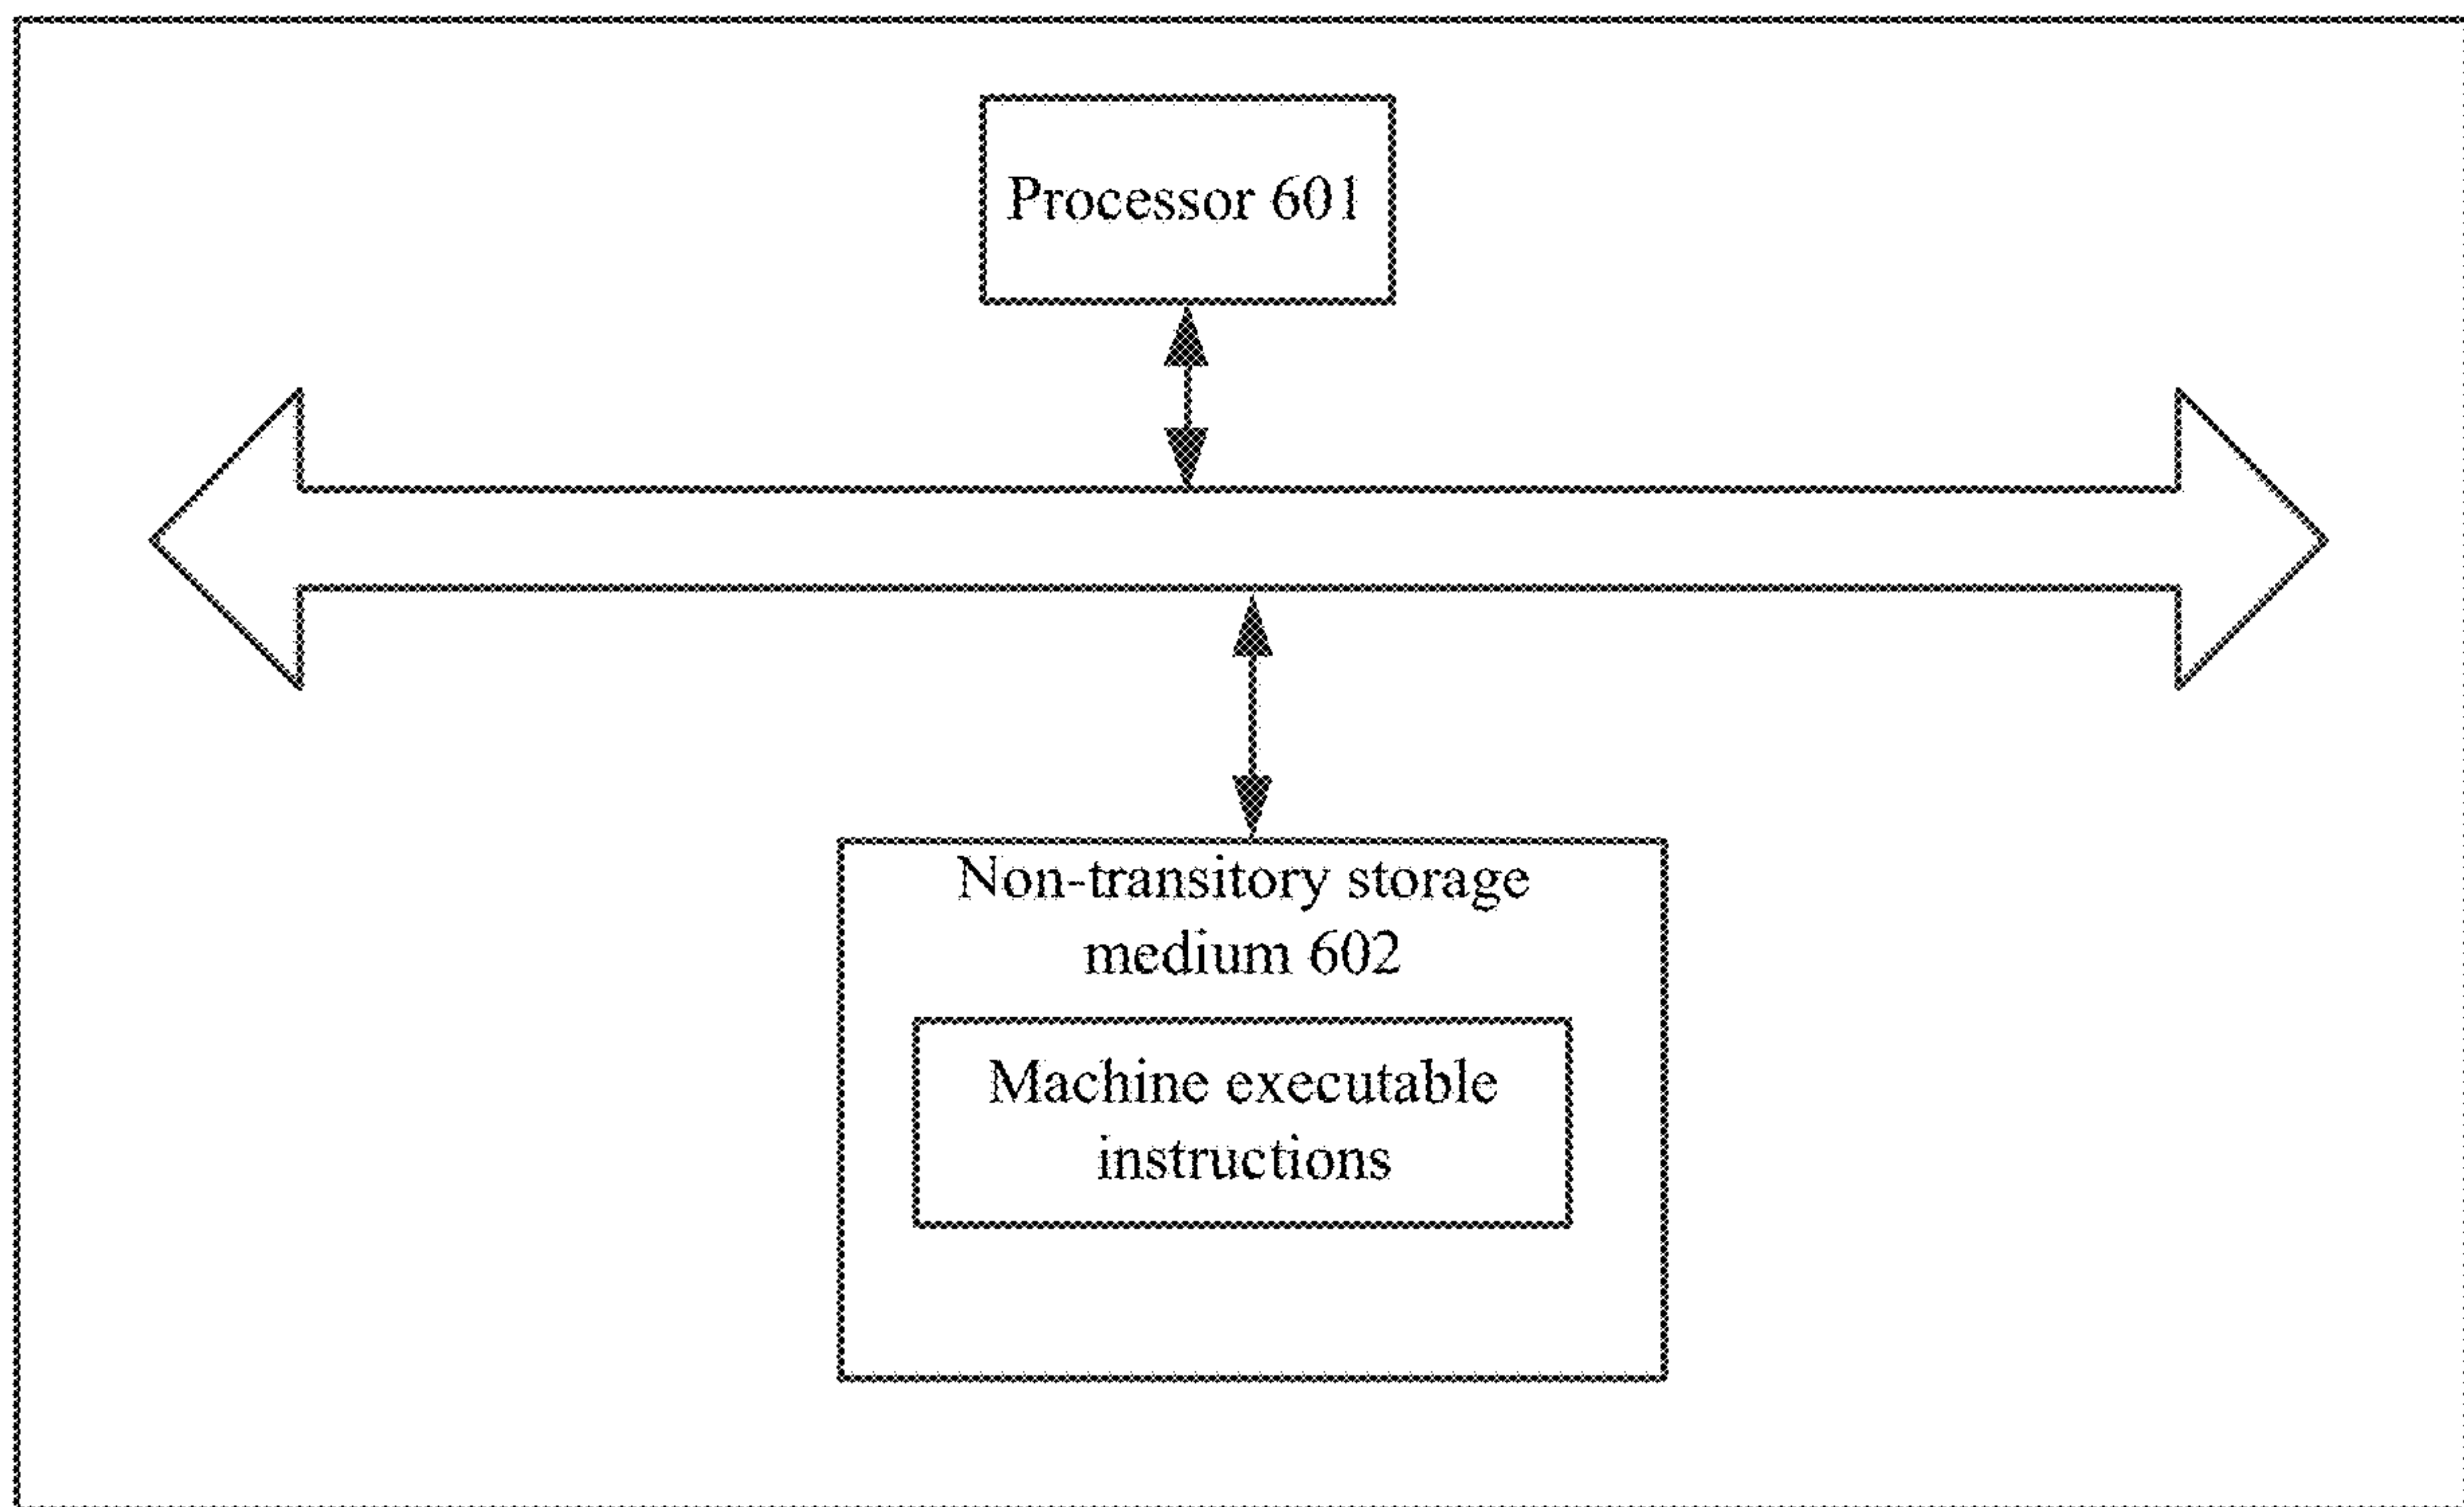 Processor 601
Non-transitory storage
medium 602
Machine executable
instructions